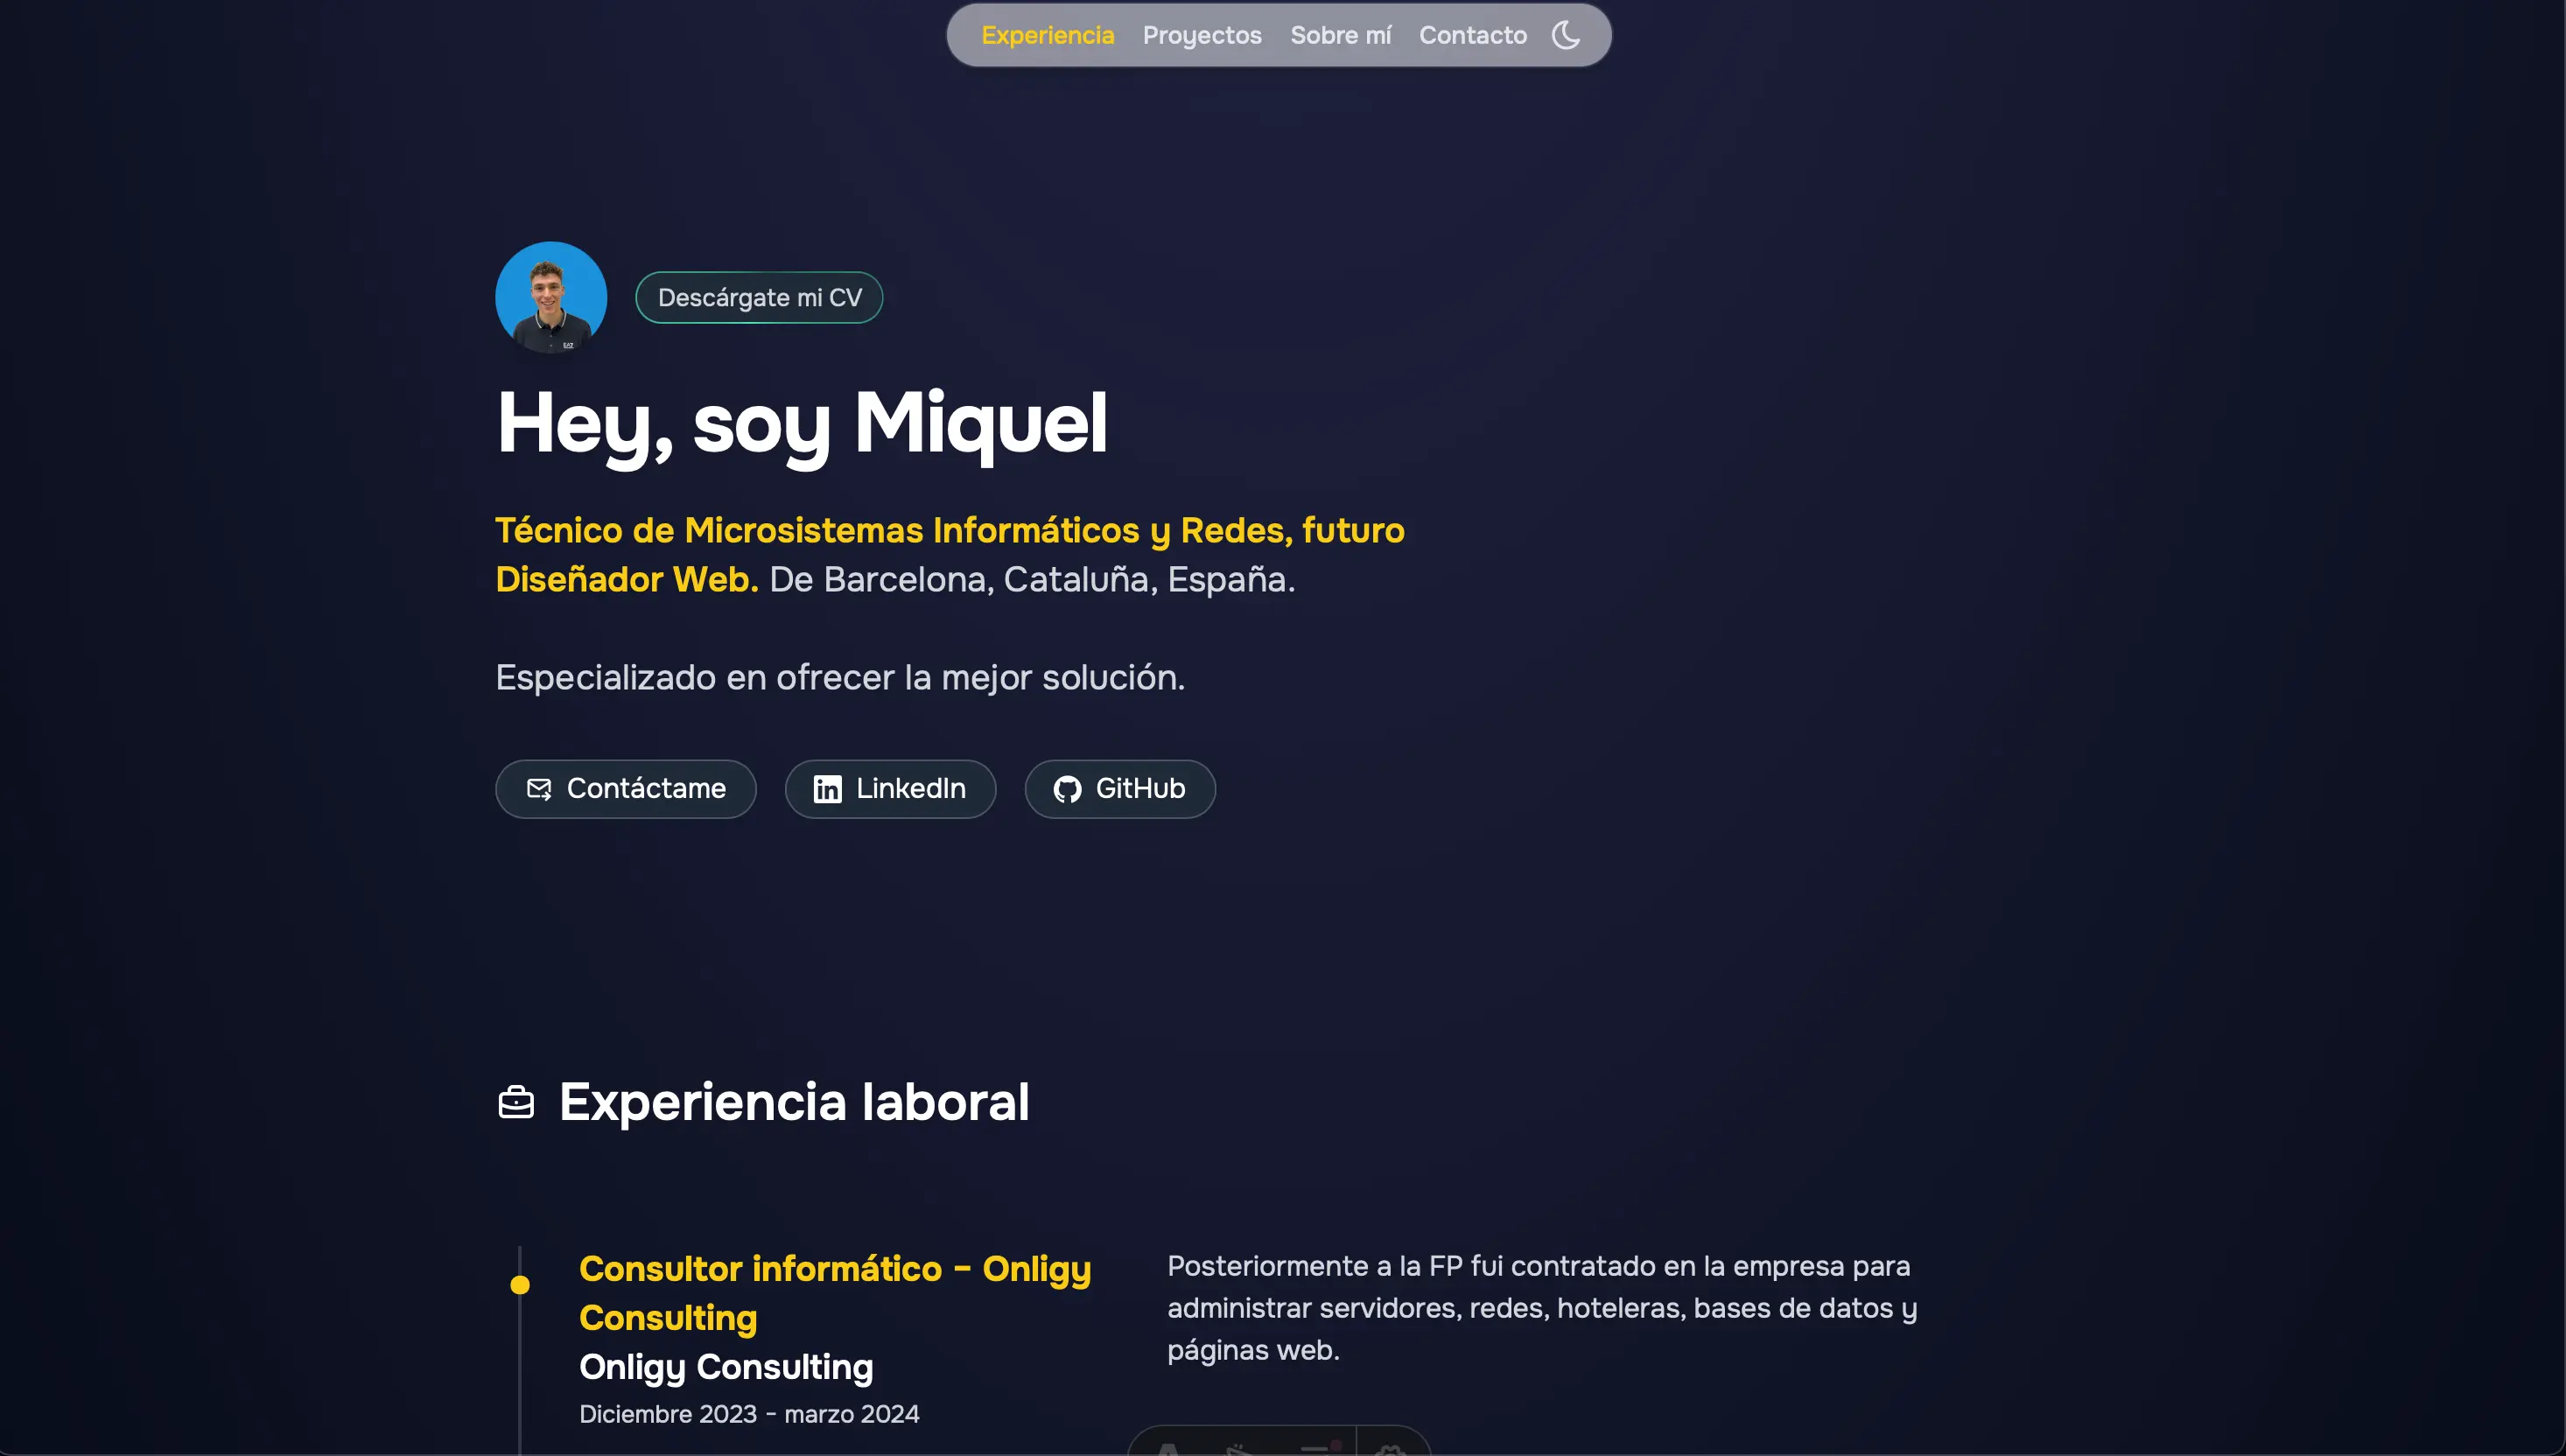 Experiencia Proyectos Sobre mí Contacto
Descárgate mi CV
Hey, soy Miquel
Técnico de Microsistemas Informáticos y Redes, futuro
Diseñador Web. De Barcelona, Cataluña, España.
Especializado en ofrecer la mejor solución.
Contáctame LinkedIn GitHub
Experiencia laboral
Consultor informático – Onligy
Consulting
Onligy Consulting
Diciembre 2023 – marzo 2024
Posteriormente a la FP fui contratado en la empresa para
administrar servidores, redes, hoteleras, bases de datos y
páginas web.